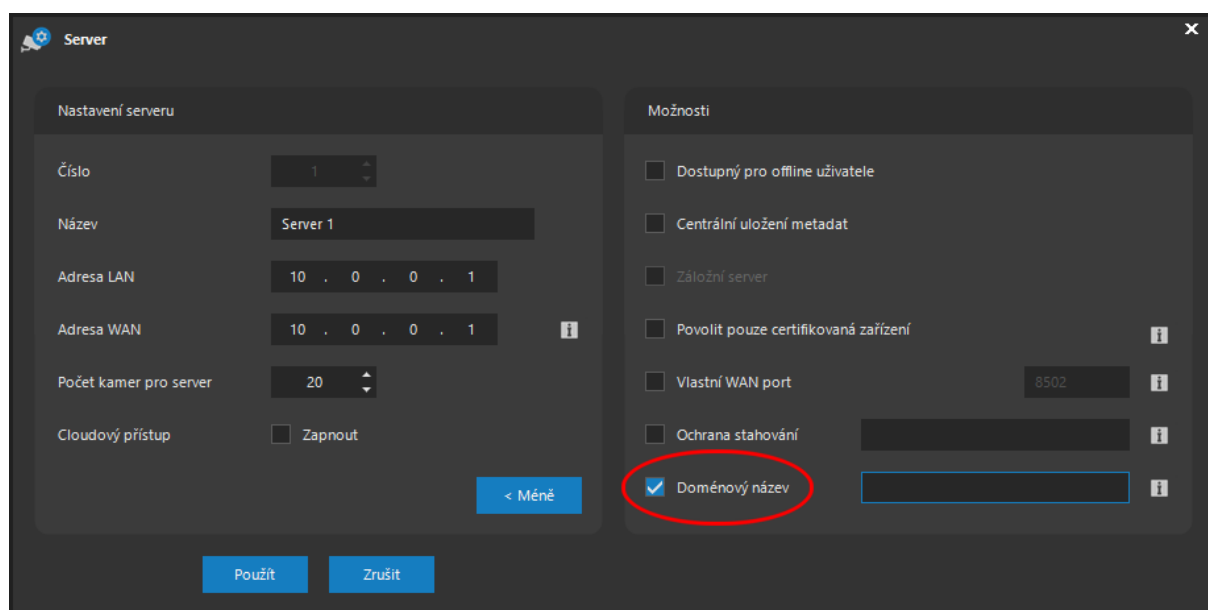 Server
Nastavení serveru
Číslo
1
Název
Server 1
Adresa LAN
10 . 0 . 0 . 1
Adresa WAN
10 . 0 . 0 . 1
Počet kamer pro server
20
Cloudový přístup
Zapnout
< Méně
Možnosti
Dostupný pro offline uživatele
Centrální uložení metadat
Záložní server
Povolit pouze certifikovaná zařízení
Vlastní WAN port
8502
Ochrana stahování
Doménový název
Použít
Zrušit